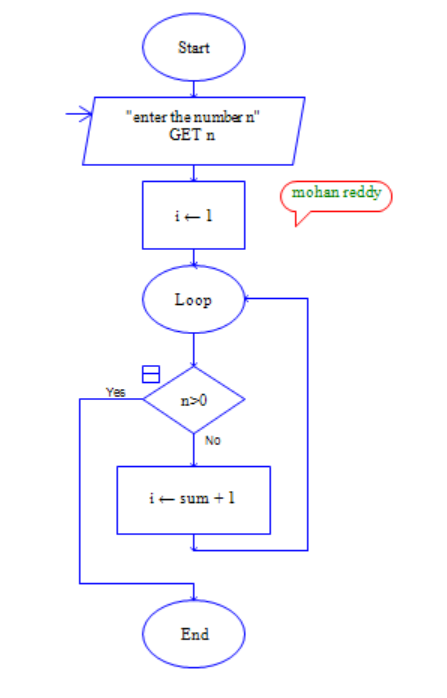 Start
"enter the number n"
GET n
i ← 1
mohan reddy
Loop
Yes
n>0
No
i ← sum + 1
End